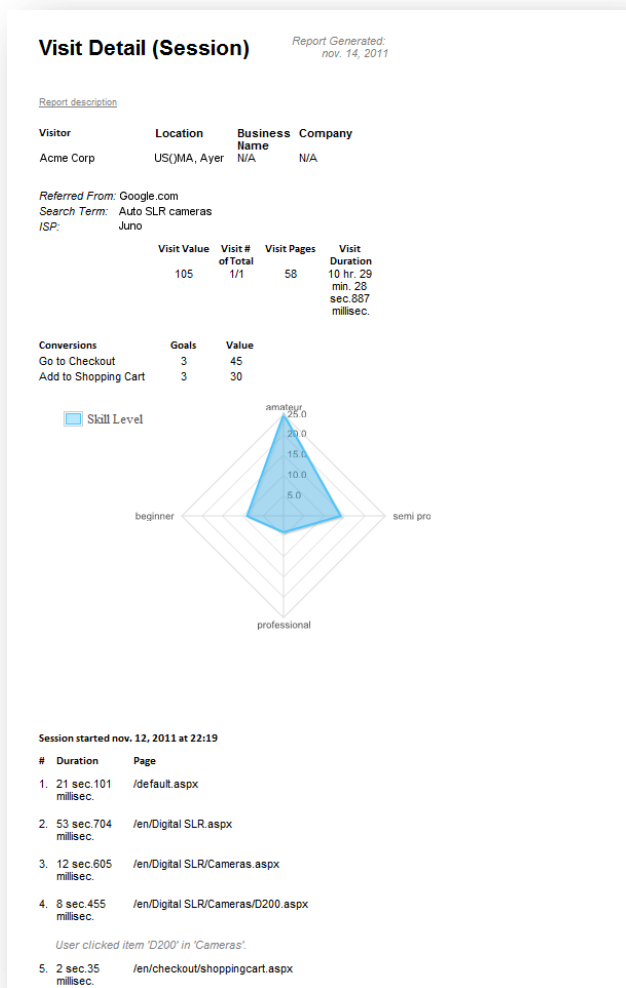 Visit Detail (Session)
Report Generated:
nov. 14, 2011
Report description
Visitor Location Business Name Company
Acme Corp US()MA, Ayer N/A N/A
Referred From: Google.com
Search Term: Auto SLR cameras
ISP: Juno
Visit Value Visit # of Total Visit Pages Visit Duration
105 1/1 58 10 hr. 29 min. 28 sec.887 millisec.
Conversions Goals Value
Go to Checkout 3 45
Add to Shopping Cart 3 30
Skill Level
amateur
25.0
20.0
15.0
10.0
5.0
beginner
semi pro
professional
Session started nov. 12, 2011 at 22:19
# Duration Page
1. 21 sec.101 millisec. /default.aspx
2. 53 sec.704 millisec. /en/Digital SLR.aspx
3. 12 sec.605 millisec. /en/Digital SLR/Cameras.aspx
4. 8 sec.455 millisec. /en/Digital SLR/Cameras/D200.aspx
User clicked item 'D200' in 'Cameras'.
5. 2 sec.35 millisec. /en/checkout/shoppingcart.aspx